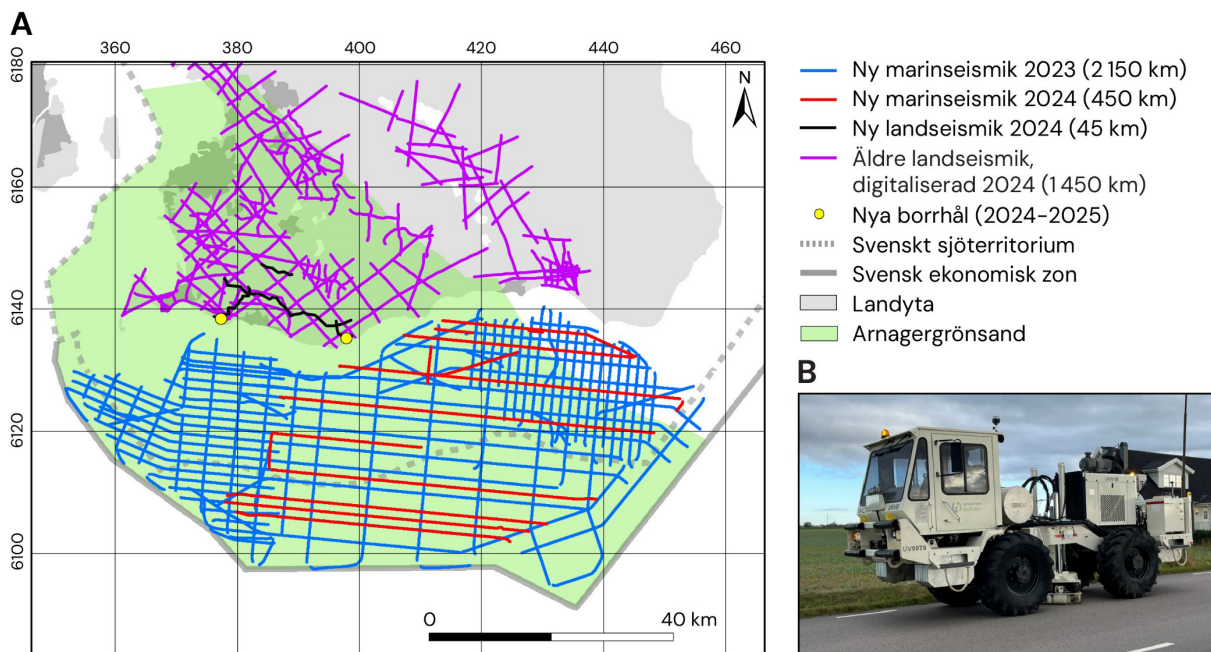 A
360 380 400 420 440 460
6180
6160
6140
6120
6100
N
0 40 km
Ny marinseismik 2023 (2 150 km)
Ny marinseismik 2024 (450 km)
Ny landseismik 2024 (45 km)
Äldre landseismik,
digitaliserad 2024 (1 450 km)
Nya borrhål (2024–2025)
Svenskt sjöterritorium
Svensk ekonomisk zon
Landyta
Arnagergrönsand
B